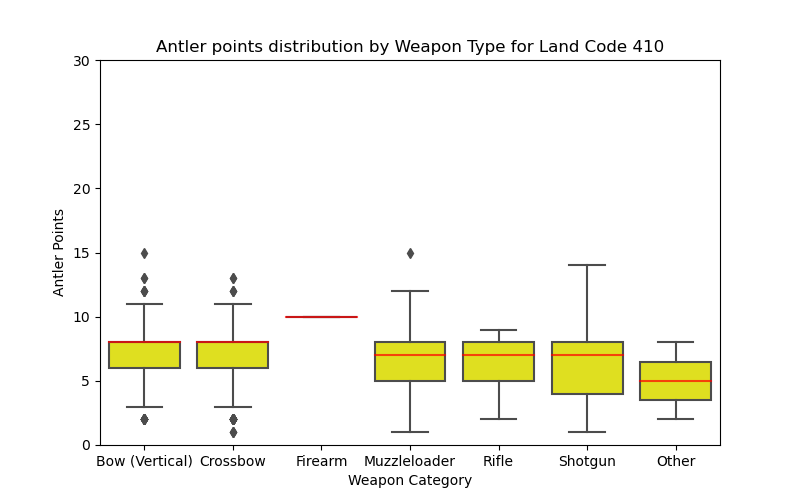 Antler points distribution by Weapon Type for Land Code 410
30
25
20
15
10
5
0
Antler Points
Bow (Vertical) Crossbow Firearm Muzzleloader Rifle Shotgun Other
Weapon Category